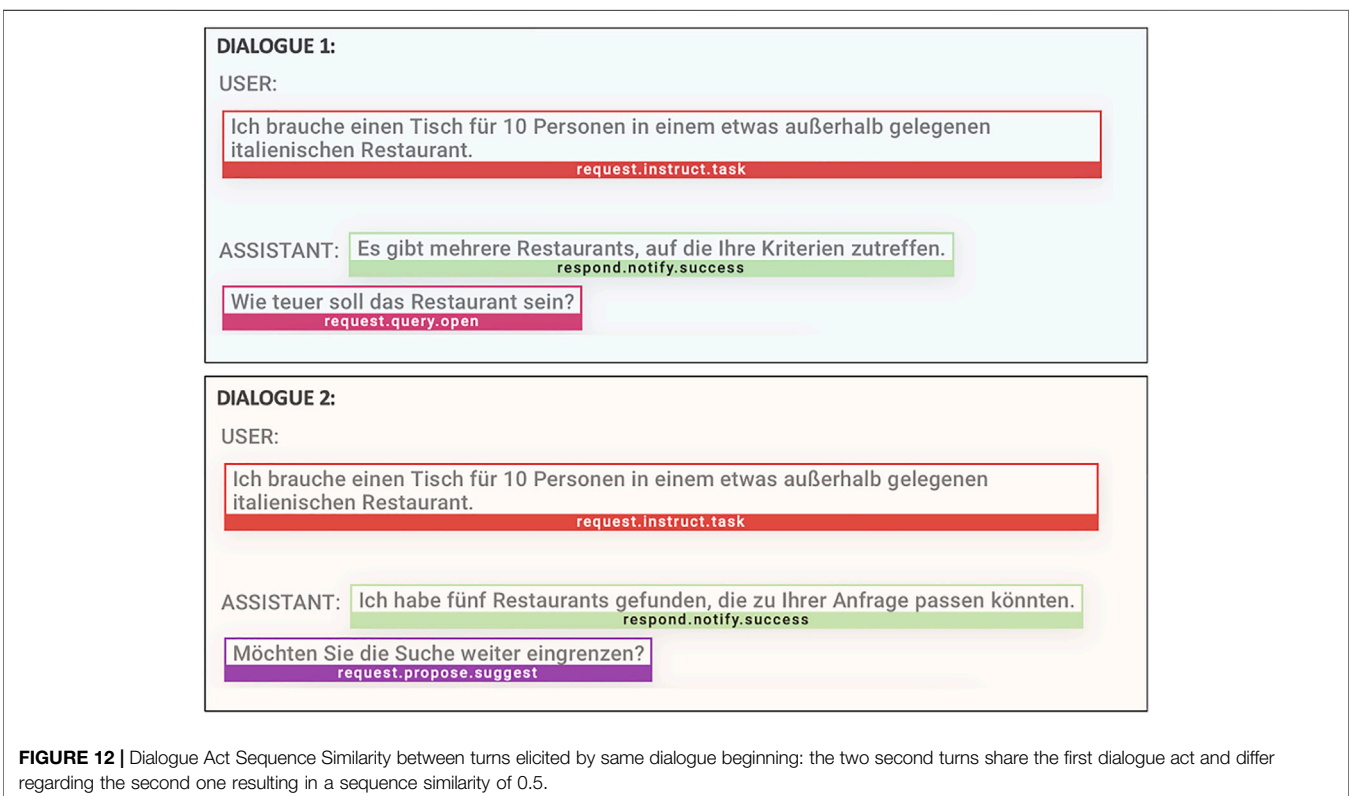 DIALOGUE 1:
USER:
Ich brauche einen Tisch für 10 Personen in einem etwas außerhalb gelegenen
italienischen Restaurant.
request.instruct.task
ASSISTANT: Es gibt mehrere Restaurants, auf die Ihre Kriterien zutreffen.
respond.notify.success
Wie teuer soll das Restaurant sein?
request.query.open
DIALOGUE 2:
USER:
Ich brauche einen Tisch für 10 Personen in einem etwas außerhalb gelegenen
italienischen Restaurant.
request.instruct.task
ASSISTANT: Ich habe fünf Restaurants gefunden, die zu Ihrer Anfrage passen könnten.
respond.notify.success
Möchten Sie die Suche weiter eingrenzen?
request.propose.suggest
FIGURE 12 | Dialogue Act Sequence Similarity between turns elicited by same dialogue beginning: the two second turns share the first dialogue act and differ
regarding the second one resulting in a sequence similarity of 0.5.